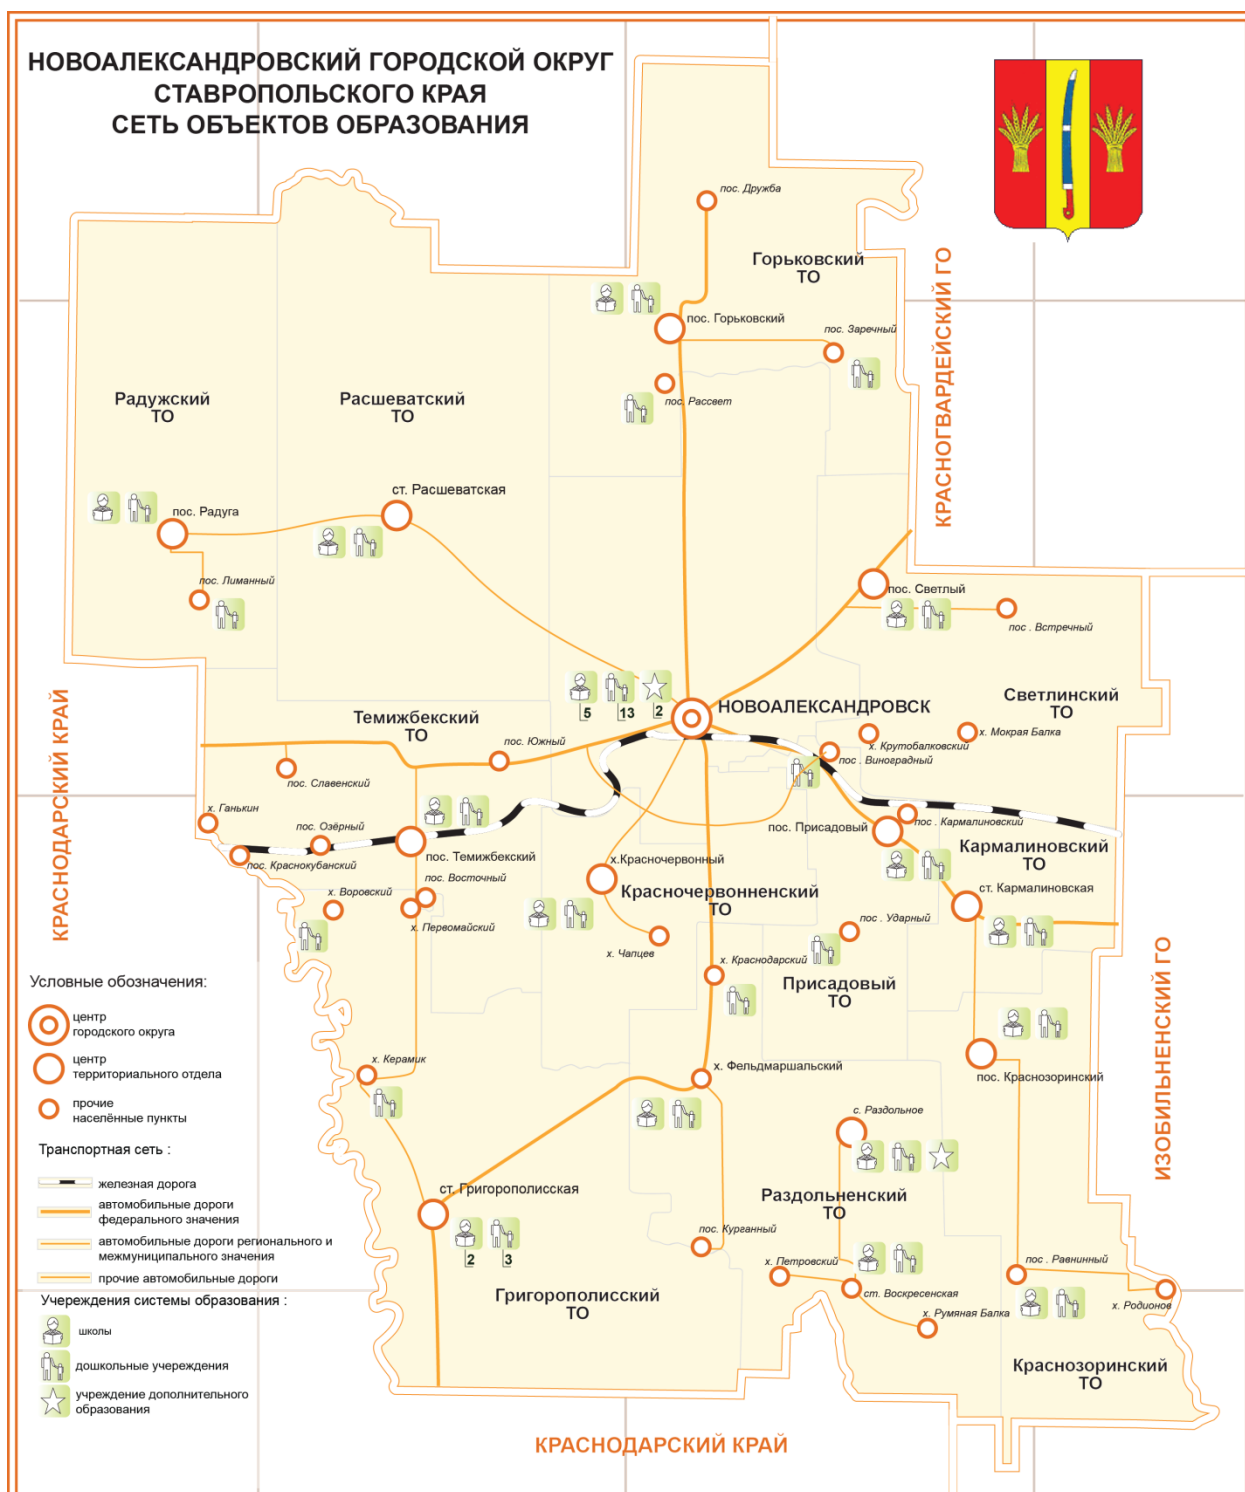 НОВОАЛЕКСАНДРОВСКИЙ ГОРОДСКОЙ ОКРУГ
СТАВРОПОЛЬСКОГО КРАЯ
СЕТЬ ОБЪЕКТОВ ОБРАЗОВАНИЯ
пос. Дружба
Горьковский
ТО
КРАСНОГВАРДЕЙСКИЙ ГО
пос. Горьковский
пос. Заречный
пос. Рассвет
Радужский
ТО
Расшеватский
ТО
ст. Расшеватская
пос. Радуга
пос. Лиманный
пос. Светлый
пос . Встречный
5
13
2
НОВОАЛЕКСАНДРОВСК
Светлинский
ТО
Темижбекский
ТО
х. Мокрая Балка
х. Крутобалковский
пос . Виноградный
пос. Южный
пос. Славенский
КРАСНОДАРСКИЙ КРАЙ
х. Ганькин
пос. Озёрный
пос. Краснокубанский
пос. Темижбекский
пос. Присадовый
пос . Кармалиновский
Кармалиновский
ТО
х.Красночервонный
Красночервонненский
ТО
ст. Кармалиновская
пос. Восточный
х. Воровский
х. Первомайский
пос . Ударный
х. Чапцев
х. Краснодарский
Присадовый
ТО
ИЗОБИЛЬНЕНСКИЙ ГО
Условные обозначения:
центр
городского округа
центр
территориального отдела
прочие
населённые пункты
х. Керамик
х. Фельдмаршальский
пос. Краснозоринский
с. Раздольное
Транспортная сеть :
железная дорога
автомобильные дороги
федерального значения
автомобильные дороги регионального и
межмуниципального значения
прочие автомобильные дороги
ст. Григорополисская
2
3
Раздольненский
ТО
пос. Курганный
х. Петровский
ст. Воскресенская
х. Румяная Балка
пос . Равнинный
х. Родионов
Григорополисский
ТО
Краснозоринский
ТО
Учереждения системы образования :
школы
дошкольные учереждения
учреждение дополнительного
образования
КРАСНОДАРСКИЙ КРАЙ